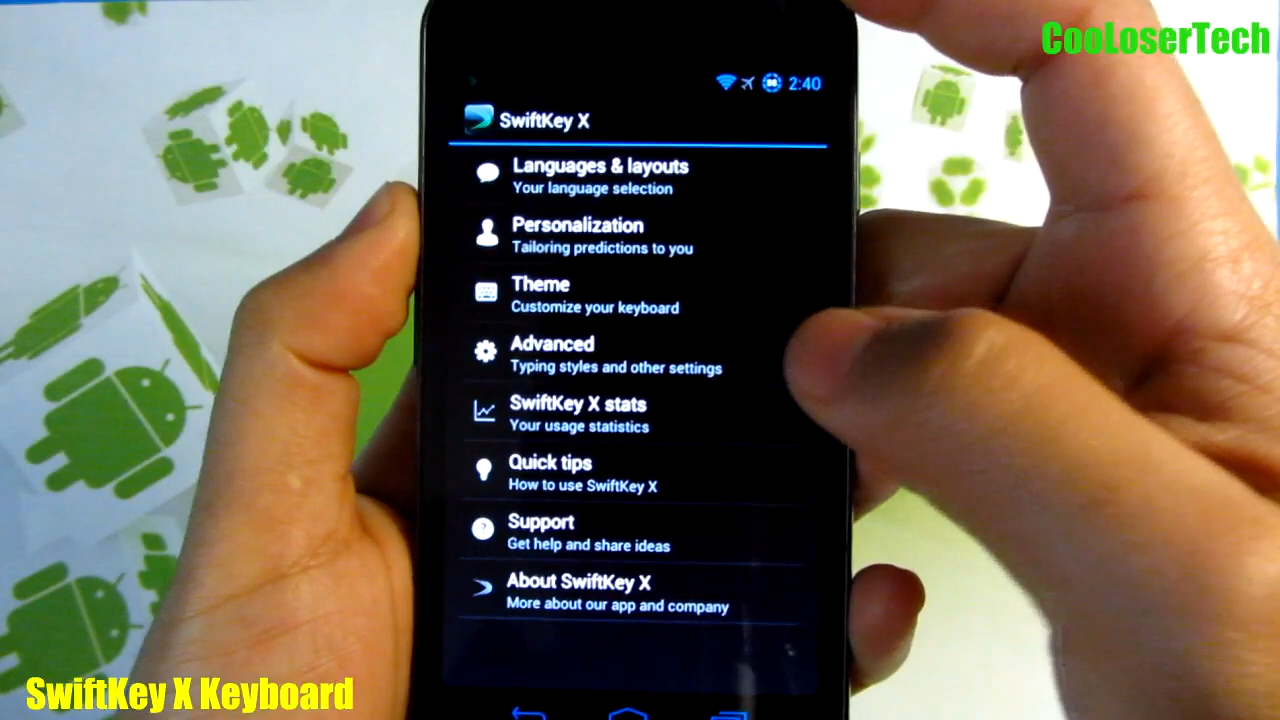 CooLoserTech
2:40
SwiftKey X
Languages & layouts
Your language selection
Personalization
Tailoring predictions to you
Theme
Customize your keyboard
Advanced
Typing styles and other settings
SwiftKey X stats
Your usage statistics
Quick tips
How to use SwiftKey X
Support
Get help and share ideas
About SwiftKey X
More about our app and company
SwiftKey X Keyboard